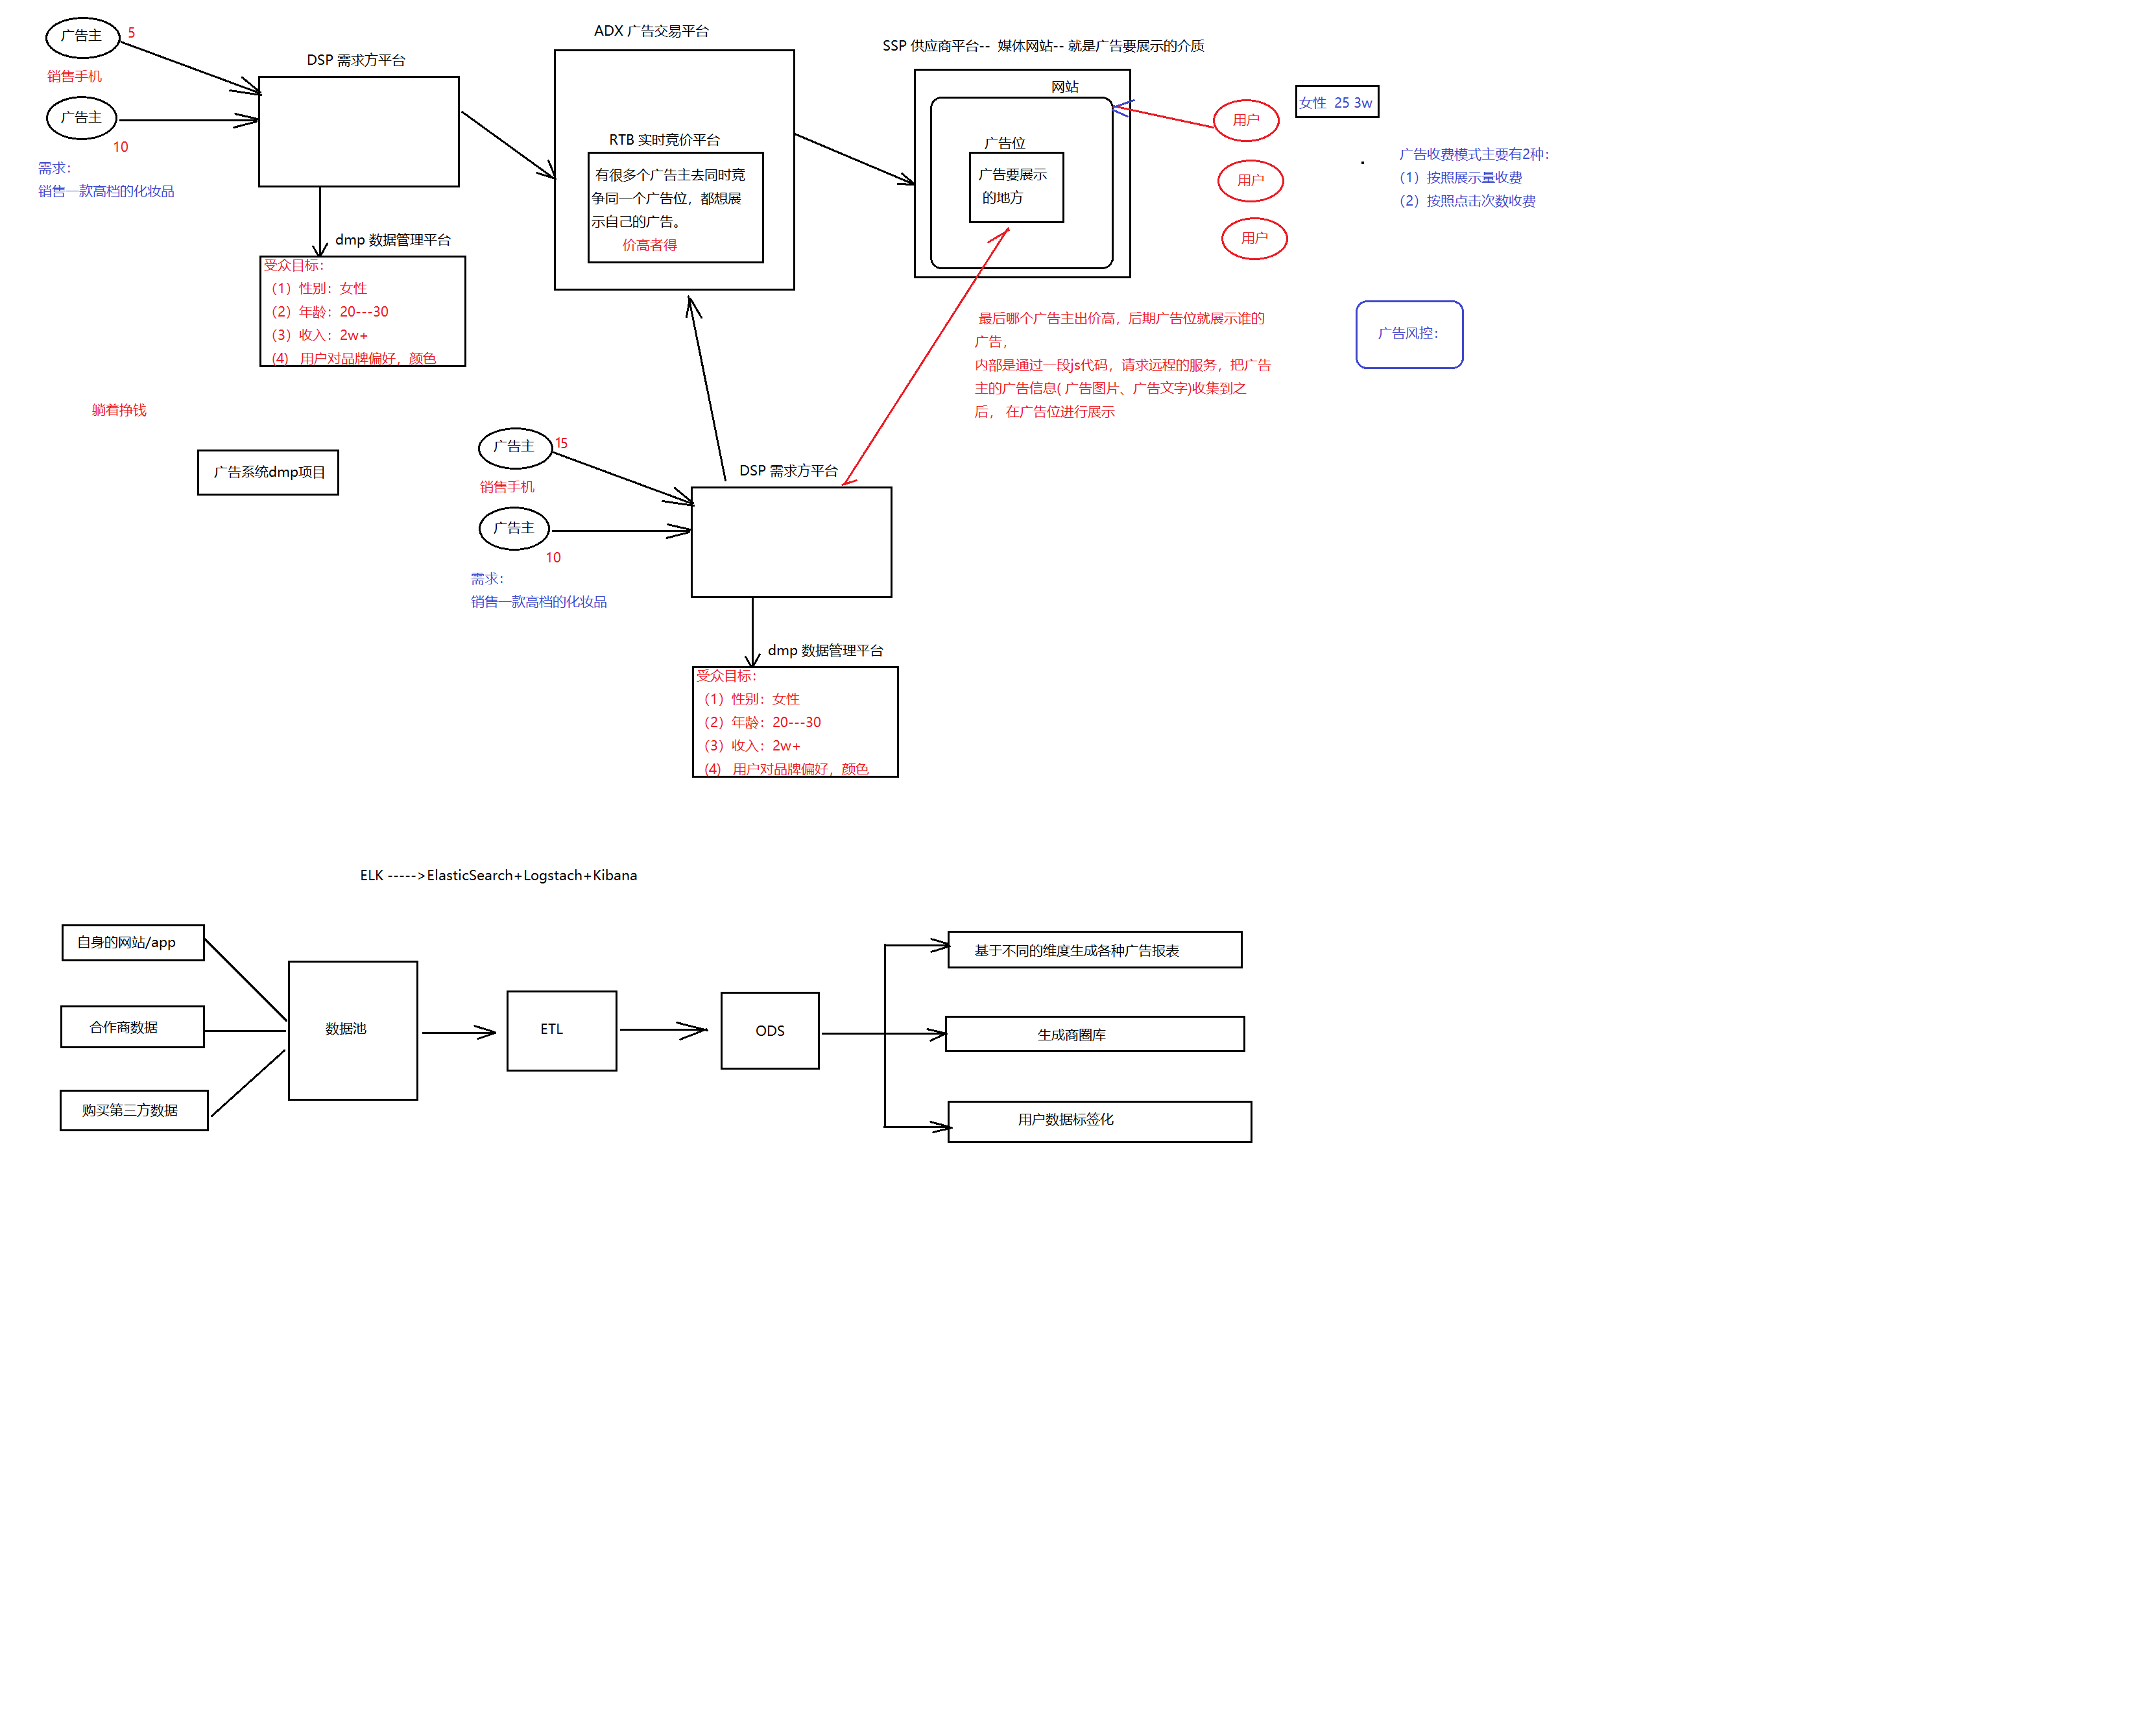 广告主
5
销售手机
广告主
10
需求：
销售一款高档的化妆品
DSP 需求方平台
dmp 数据管理平台
受众目标：
（1）性别：女性
（2）年龄：20---30
（3）收入：2w+
（4） 用户对品牌偏好，颜色
ADX 广告交易平台
RTB 实时竞价平台
有很多个广告主去同时竞
争同一个广告位，都想展
示自己的广告。
价高者得
SSP 供应商平台-- 媒体网站-- 就是广告要展示的介质
网站
广告位
广告要展示
的地方
用户
用户
用户
女性 25 3w
广告收费模式主要有2种：
（1）按照展示量收费
（2）按照点击次数收费
广告风控：
最后哪个广告主出价高，后期广告位就展示谁的
广告，
内部是通过一段js代码，请求远程的服务，把广告
主的广告信息( 广告图片、广告文字)收集到之
后， 在广告位进行展示
躺着挣钱
广告系统dmp项目
广告主
15
销售手机
广告主
10
需求：
销售一款高档的化妆品
DSP 需求方平台
dmp 数据管理平台
受众目标：
（1）性别：女性
（2）年龄：20---30
（3）收入：2w+
（4） 用户对品牌偏好，颜色
ELK ----->ElasticSearch+Logstach+Kibana
自身的网站/app
合作商数据
购买第三方数据
数据池
ETL
ODS
基于不同的维度生成各种广告报表
生成商圈库
用户数据标签化